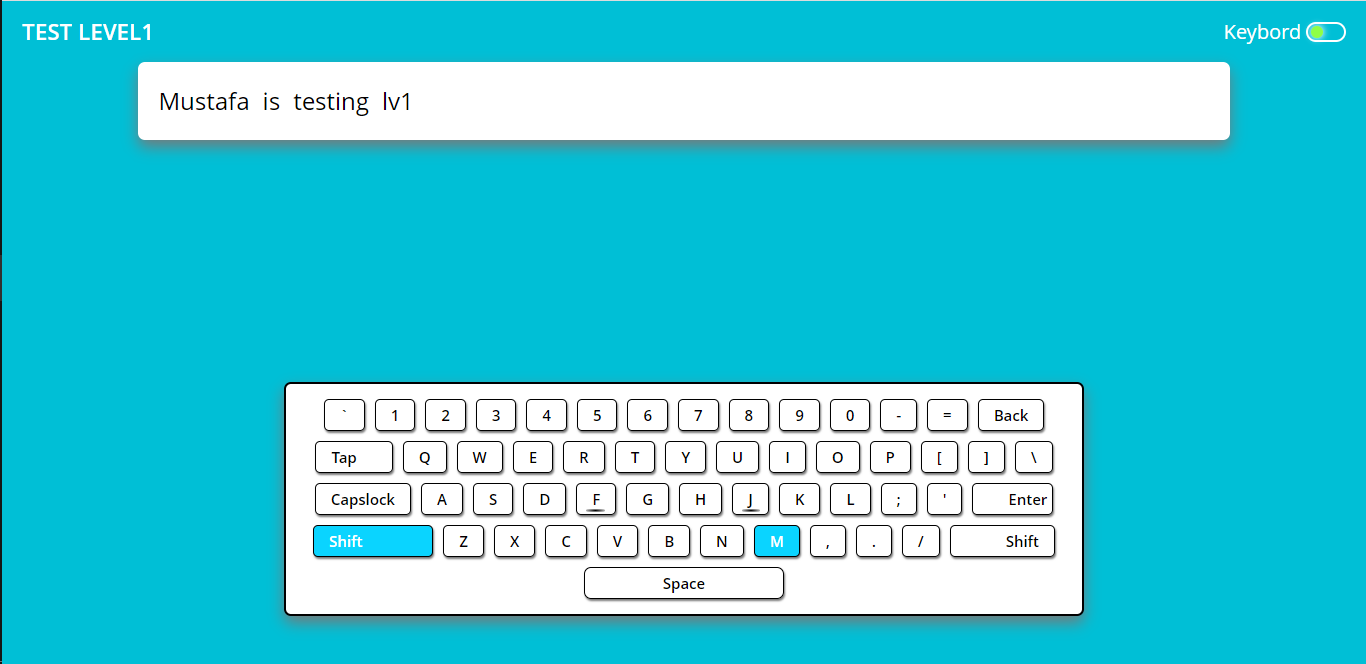 TEST LEVEL1
Keybord
Mustafa is testing lv1
` 1 2 3 4 5 6 7 8 9 0 - = Back
Tap Q W E R T Y U I O P [ ] \
Capslock A S D F G H J K L ; ' Enter
Shift Z X C V B N M , . / Shift
Space